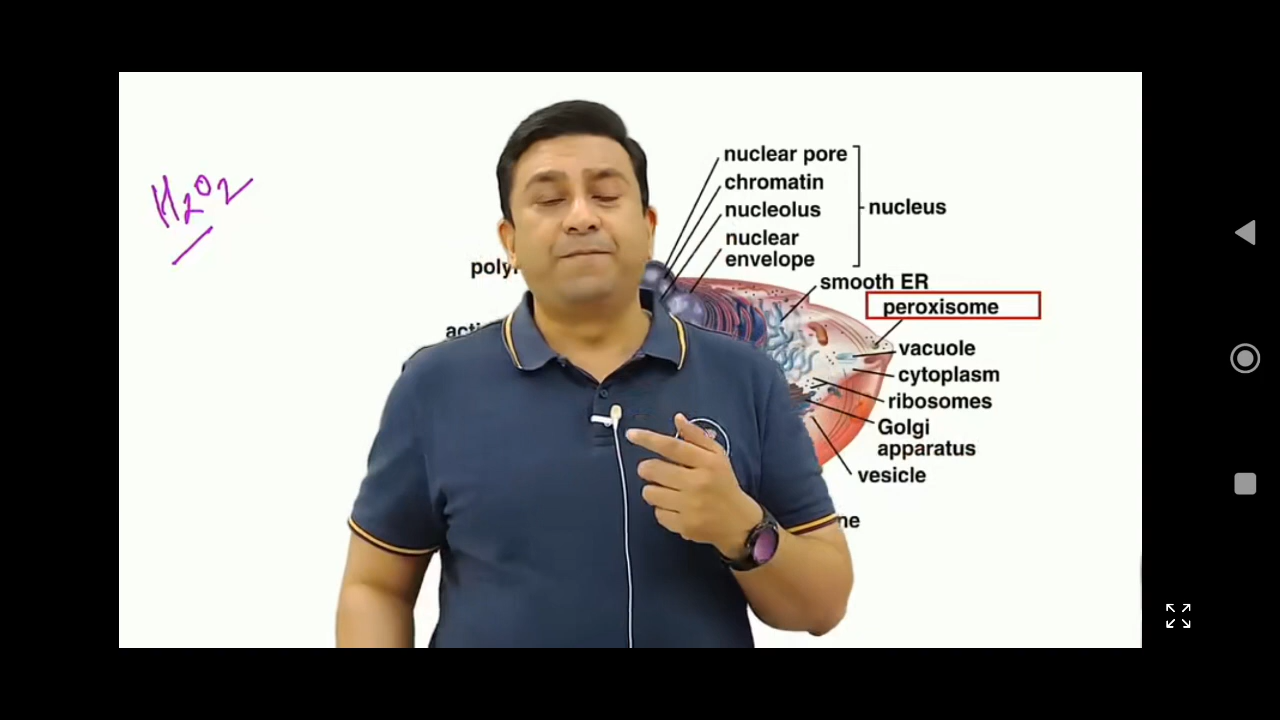 H2O2
nuclear pore
chromatin
nucleolus
nuclear
envelope
nucleus
smooth ER
peroxisome
vacuole
cytoplasm
ribosomes
Golgi
apparatus
vesicle